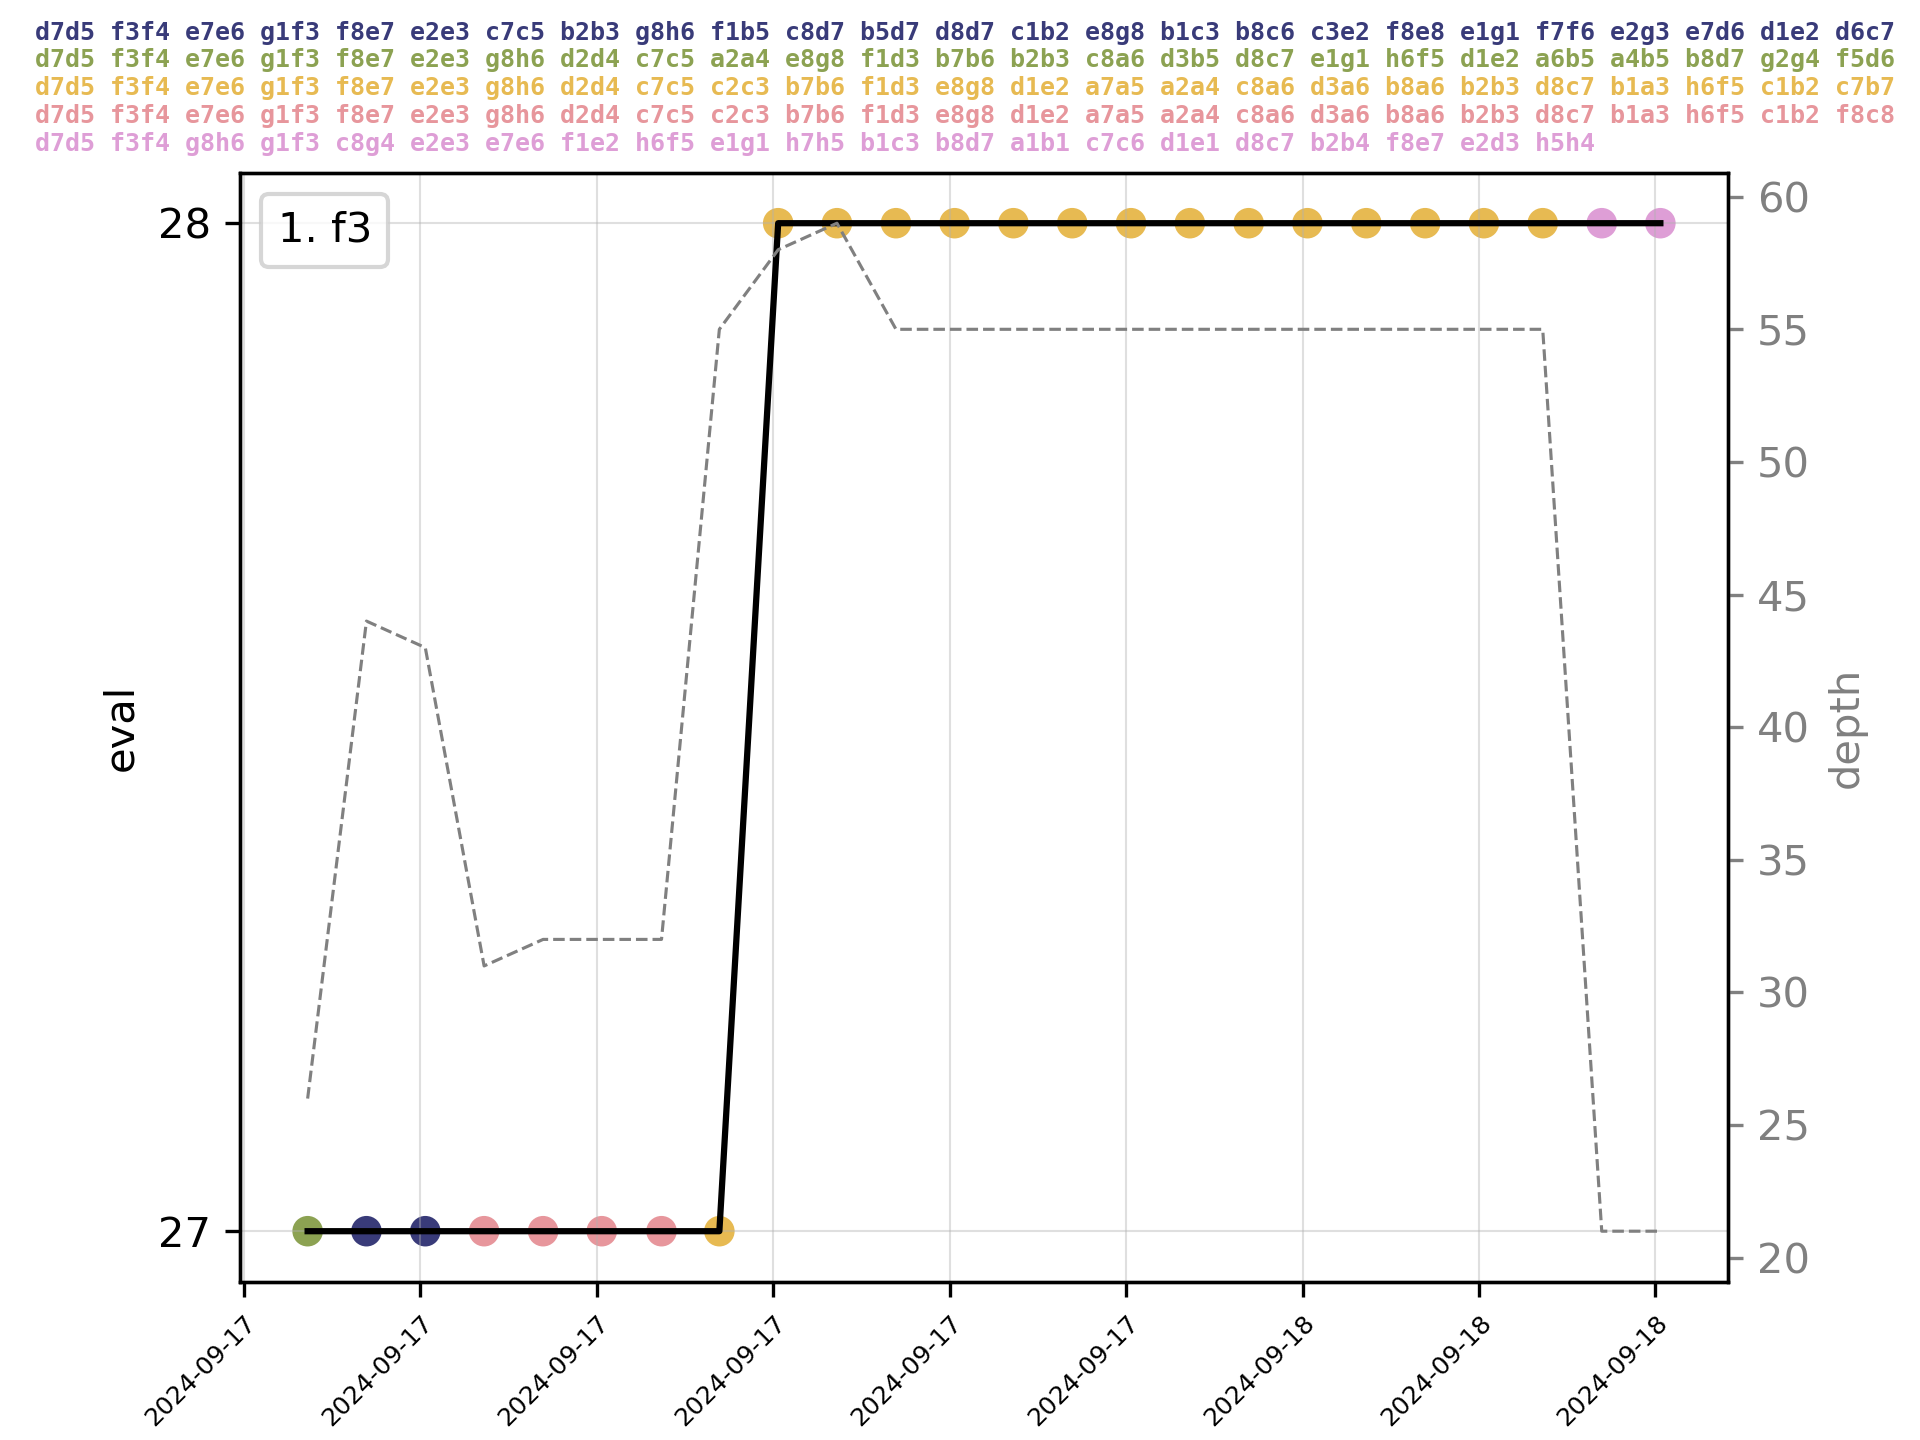 d7d5 f3f4 e7e6 g1f3 f8e7 e2e3 c7c5 b2b3 g8h6 f1b5 c8d7 b5d7 d8d7 c1b2 e8g8 b1c3 b8c6 c3e2 f8e8 e1g1 f7f6 e2g3 e7d6 d1e2 d6c7
d7d5 f3f4 e7e6 g1f3 f8e7 e2e3 g8h6 d2d4 c7c5 a2a4 e8g8 f1d3 b7b6 b2b3 c8a6 d3b5 d8c7 e1g1 h6f5 d1e2 a6b5 a4b5 b8d7 g2g4 f5d6
d7d5 f3f4 e7e6 g1f3 f8e7 e2e3 g8h6 d2d4 c7c5 c2c3 b7b6 f1d3 e8g8 d1e2 a7a5 a2a4 c8a6 d3a6 b8a6 b2b3 d8c7 b1a3 h6f5 c1b2 c7b7
d7d5 f3f4 e7e6 g1f3 f8e7 e2e3 g8h6 d2d4 c7c5 c2c3 b7b6 f1d3 e8g8 d1e2 a7a5 a2a4 c8a6 d3a6 b8a6 b2b3 d8c7 b1a3 h6f5 c1b2 f8c8
d7d5 f3f4 g8h6 g1f3 c8g4 e2e3 e7e6 f1e2 h6f5 e1g1 h7h5 b1c3 b8d7 a1b1 c7c6 d1e1 d8c7 b2b4 f8e7 e2d3 h5h4
1. f3
28
27
eval
60
55
50
45
40
35
30
25
20
depth
2024-09-17
2024-09-17
2024-09-17
2024-09-17
2024-09-17
2024-09-17
2024-09-18
2024-09-18
2024-09-18